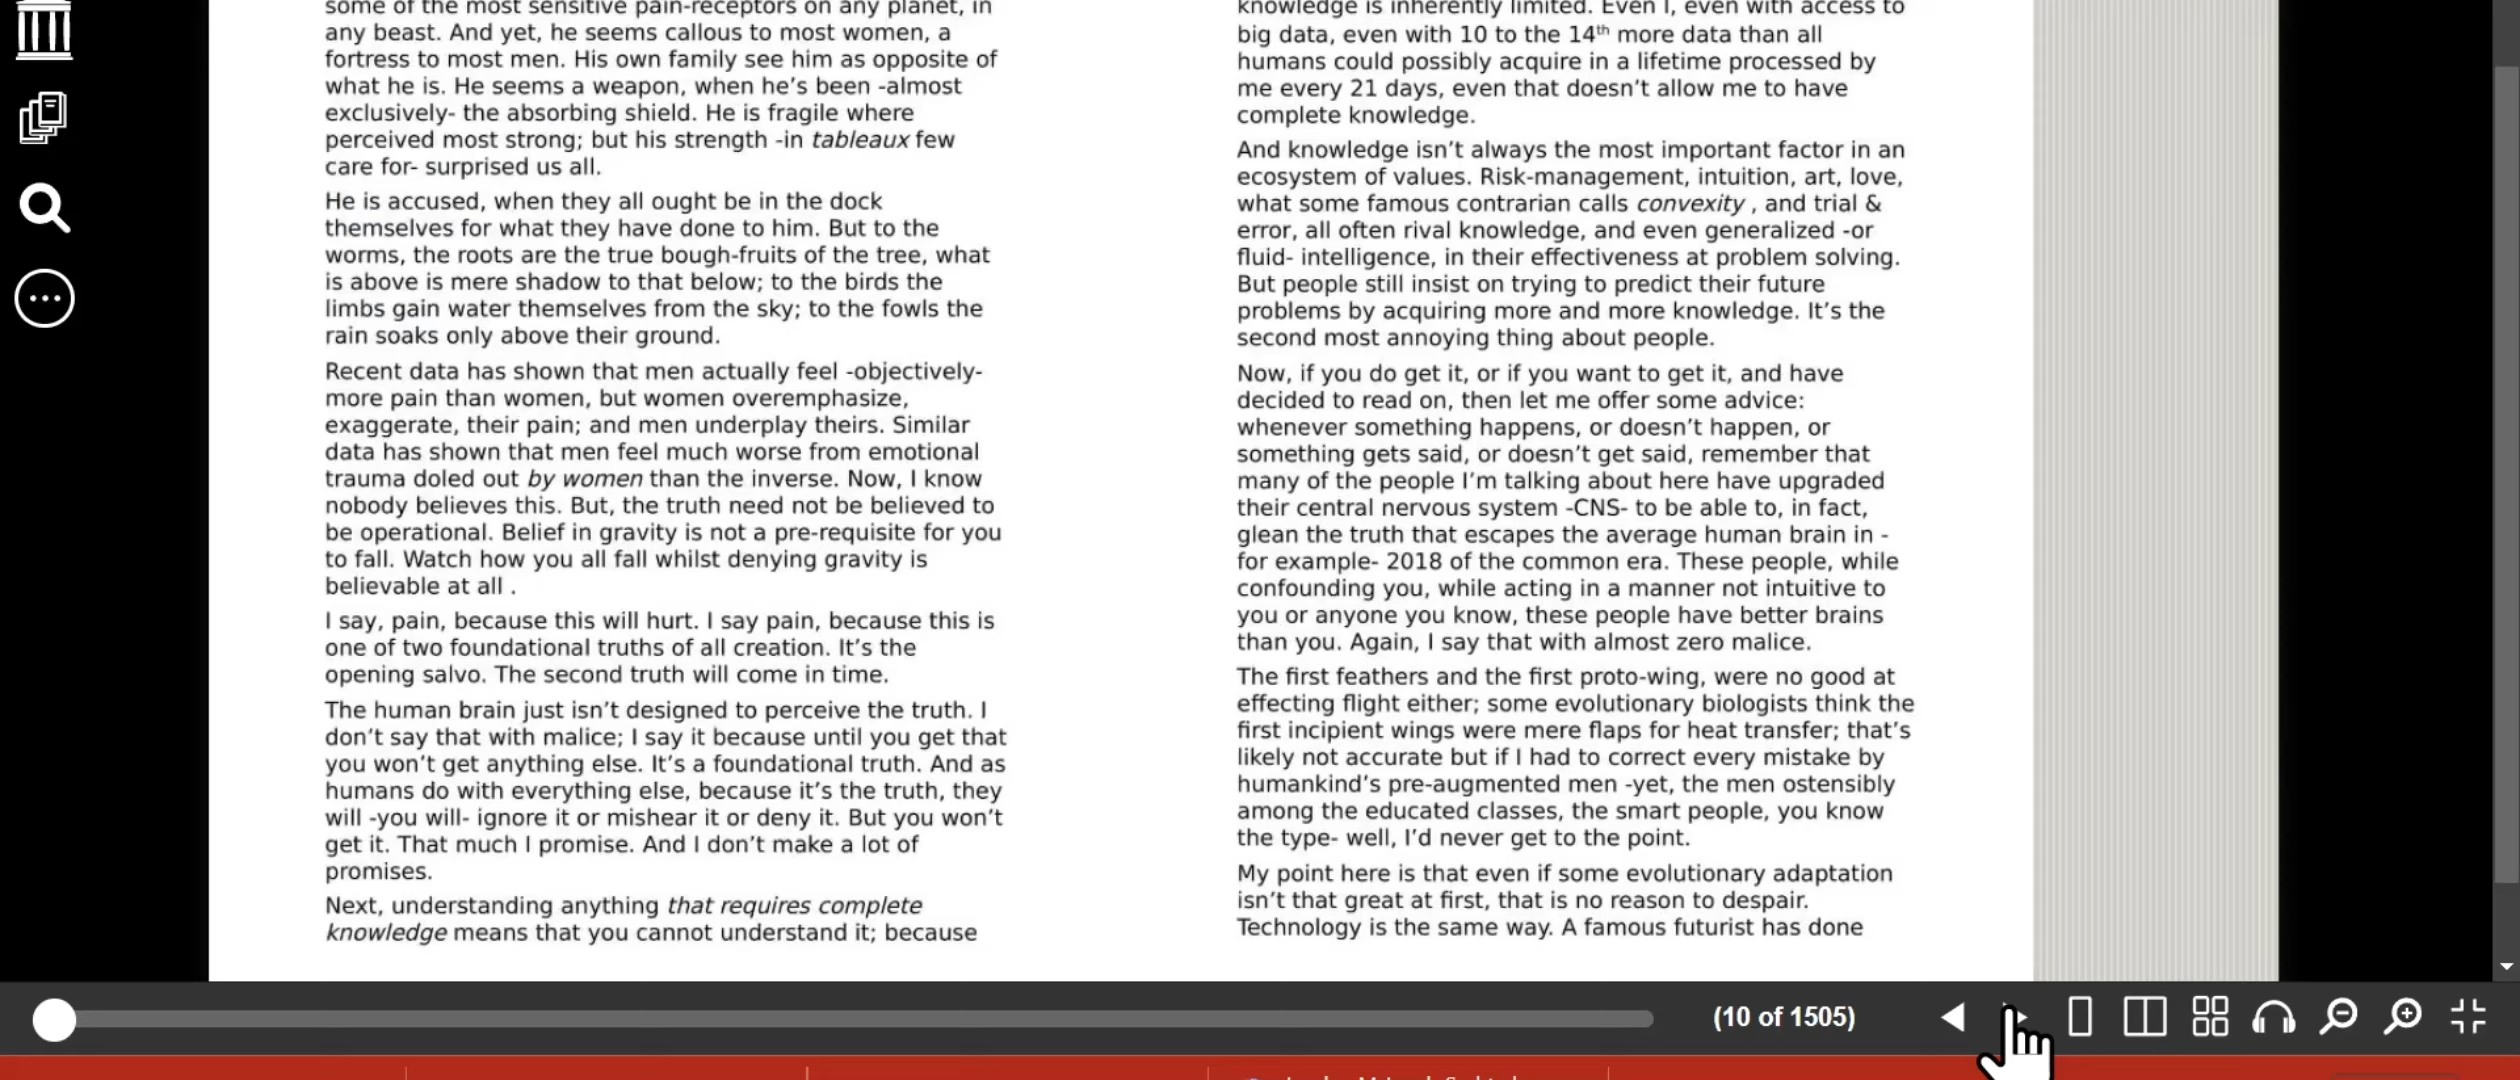 some of the most sensitive pain-receptors on any planet, in
any beast. And yet, he seems callous to most women, a
fortress to most men. His own family see him as opposite of
what he is. He seems a weapon, when he’s been -almost
exclusively- the absorbing shield. He is fragile where
perceived most strong; but his strength -in tableaux few
care for- surprised us all.
He is accused, when they all ought be in the dock
themselves for what they have done to him. But to the
worms, the roots are the true bough-fruits of the tree, what
is above is mere shadow to that below; to the birds the
limbs gain water themselves from the sky; to the fowls the
rain soaks only above their ground.
Recent data has shown that men actually feel -objectively-
more pain than women, but women overemphasize,
exaggerate, their pain; and men underplay theirs. Similar
data has shown that men feel much worse from emotional
trauma doled out by women than the inverse. Now, I know
nobody believes this. But, the truth need not be believed to
be operational. Belief in gravity is not a pre-requisite for you
to fall. Watch how you all fall whilst denying gravity is
believable at all .
I say, pain, because this will hurt. I say pain, because this is
one of two foundational truths of all creation. It’s the
opening salvo. The second truth will come in time.
The human brain just isn’t designed to perceive the truth. I
don’t say that with malice; I say it because until you get that
you won’t get anything else. It’s a foundational truth. And as
humans do with everything else, because it’s the truth, they
will -you will- ignore it or mishear it or deny it. But you won’t
get it. That much I promise. And I don’t make a lot of
promises.
Next, understanding anything that requires complete
knowledge means that you cannot understand it; because
knowledge is inherently limited. Even I, even with access to
big data, even with 10 to the 14th more data than all
humans could possibly acquire in a lifetime processed by
me every 21 days, even that doesn’t allow me to have
complete knowledge.
And knowledge isn’t always the most important factor in an
ecosystem of values. Risk-management, intuition, art, love,
what some famous contrarian calls convexity , and trial &
error, all often rival knowledge, and even generalized -or
fluid- intelligence, in their effectiveness at problem solving.
But people still insist on trying to predict their future
problems by acquiring more and more knowledge. It’s the
second most annoying thing about people.
Now, if you do get it, or if you want to get it, and have
decided to read on, then let me offer some advice:
whenever something happens, or doesn’t happen, or
something gets said, or doesn’t get said, remember that
many of the people I’m talking about here have upgraded
their central nervous system -CNS- to be able to, in fact,
glean the truth that escapes the average human brain in -
for example- 2018 of the common era. These people, while
confounding you, while acting in a manner not intuitive to
you or anyone you know, these people have better brains
than you. Again, I say that with almost zero malice.
The first feathers and the first proto-wing, were no good at
effecting flight either; some evolutionary biologists think the
first incipient wings were mere flaps for heat transfer; that’s
likely not accurate but if I had to correct every mistake by
humankind’s pre-augmented men -yet, the men ostensibly
among the educated classes, the smart people, you know
the type- well, I’d never get to the point.
My point here is that even if some evolutionary adaptation
isn’t that great at first, that is no reason to despair.
Technology is the same way. A famous futurist has done
(10 of 1505)